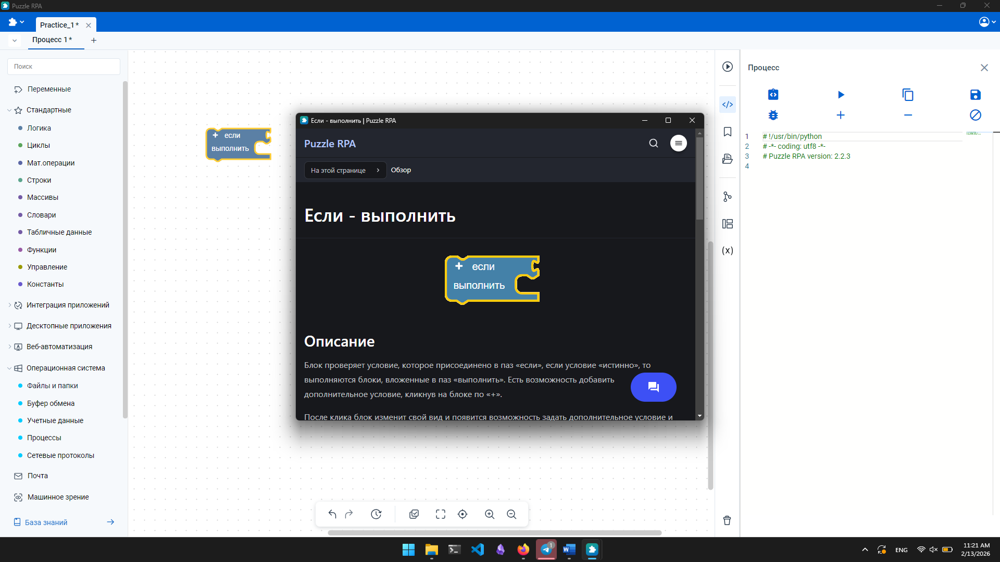 Puzzle RPA
Practice_1*
Процесс 1*
Поиск
Переменные
Стандартные
Логика
Циклы
Мат.операции
Строки
Массивы
Словари
Табличные данные
Функции
Управление
Константы
Интеграция приложений
Десктопные приложения
Веб-автоматизация
Операционная система
Файлы и папки
Буфер обмена
Учетные данные
Процессы
Сетевые протоколы
Почта
Машинное зрение
База знаний
+ если
выполнить
Если - выполнить | Puzzle RPA
Puzzle RPA
На этой странице
Обзор
Если - выполнить
+ если
выполнить
Описание
Блок проверяет условие, которое присоединено в паз «если», если условие «истинно», то
выполняются блоки, вложенные в паз «выполнить». Есть возможность добавить
дополнительное условие, кликнув на блоке по «+».
После клика блок изменит свой вид и появится возможность задать дополнительное условие и
(x)
Процесс
1 # !/usr/bin/python
2 # -*- coding: utf8 -*-
3 # Puzzle RPA version: 2.2.3
4
1
ENG
11:21 AM
2/13/2026